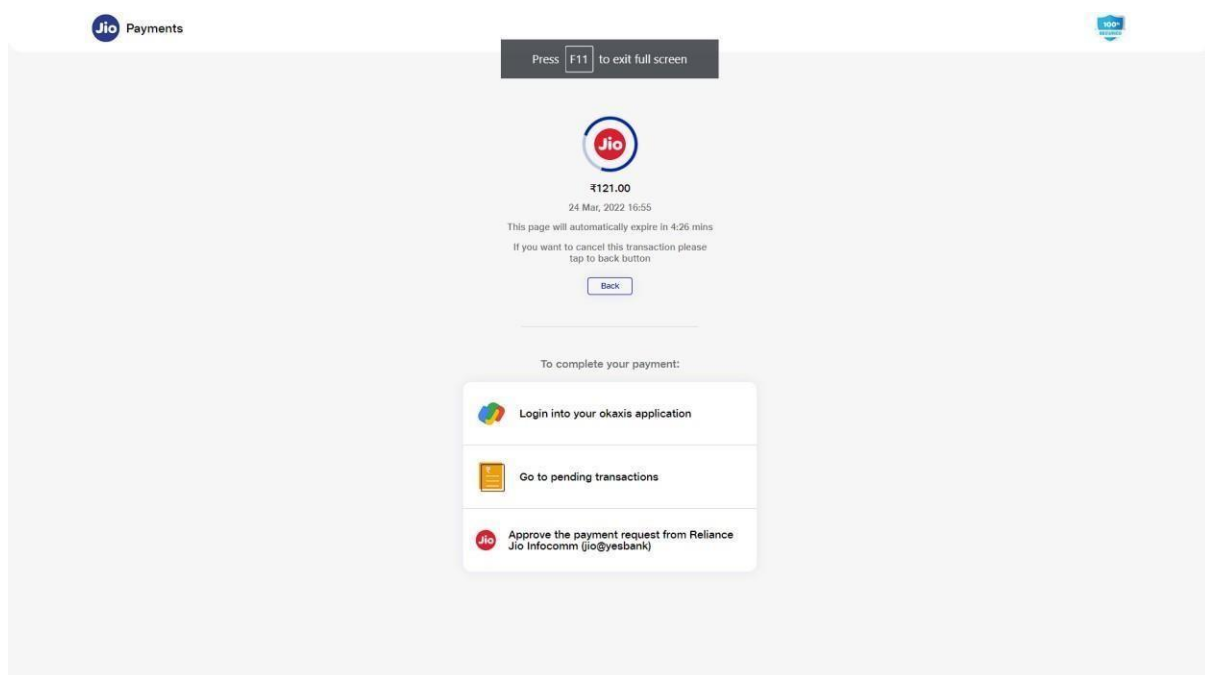 Jio Payments
100%
SECURED
Press F11 to exit full screen
Jio
₹121.00
24 Mar, 2022 16:55
This page will automatically expire in 4:26 mins
If you want to cancel this transaction please
tap to back button
Back
To complete your payment:
Login into your okaxis application
Go to pending transactions
Jio
Approve the payment request from Reliance
Jio Infocomm (jio@yesbank)